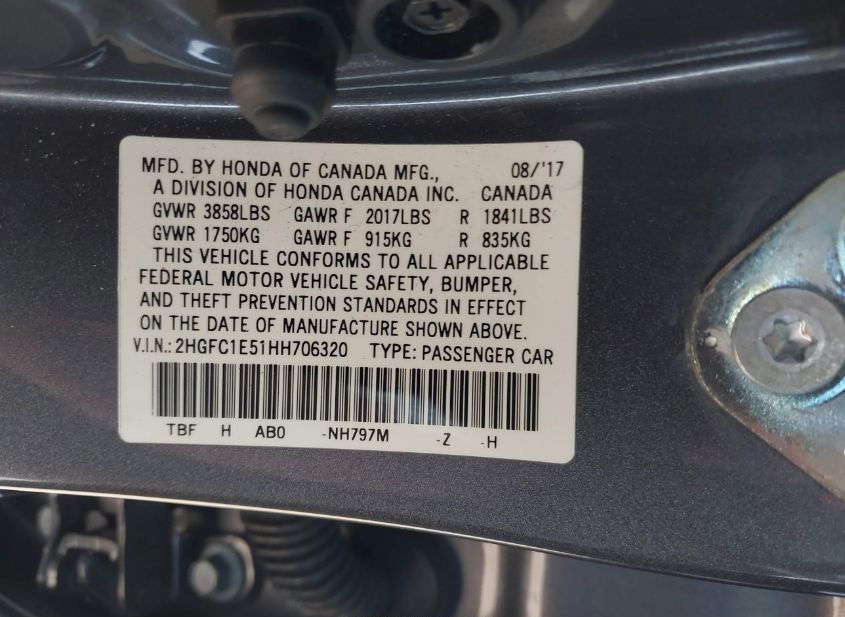 MFD. BY HONDA OF CANADA MFG., 08/'17
A DIVISION OF HONDA CANADA INC. CANADA
GVWR 3858LBS GAWR F 2017LBS R 1841LBS
GVWR 1750KG GAWR F 915KG R 835KG
THIS VEHICLE CONFORMS TO ALL APPLICABLE
FEDERAL MOTOR VEHICLE SAFETY, BUMPER,
AND THEFT PREVENTION STANDARDS IN EFFECT
ON THE DATE OF MANUFACTURE SHOWN ABOVE.
V.I.N.: 2HGFC1E51HH706320 TYPE: PASSENGER CAR
TBF H AB0 -NH797M -Z -H